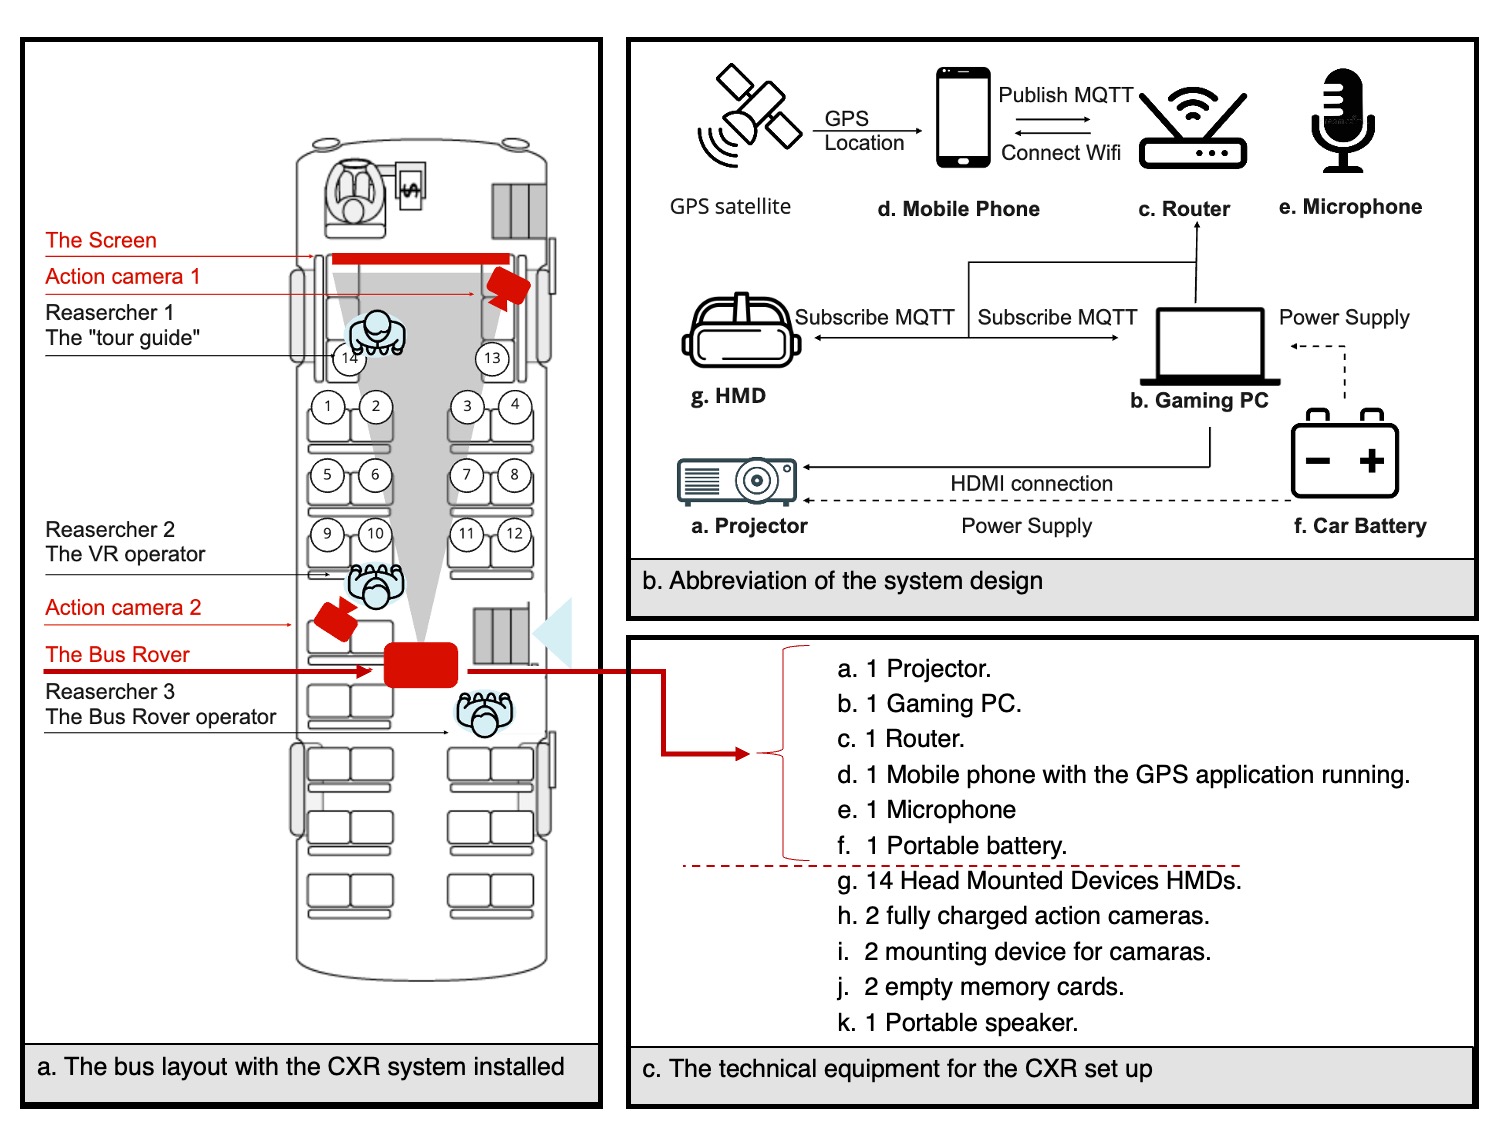 The Screen
Action camera 1
Reasercher 1
The "tour guide"
14
13
1
2
3
4
5
6
7
8
9
10
11
12
Reasercher 2
The VR operator
Action camera 2
The Bus Rover
Reasercher 3
The Bus Rover operator
a. The bus layout with the CXR system installed
GPS
Location
Publish MQTT
Connect Wifi
GPS satellite
d. Mobile Phone
c. Router
e. Microphone
Subscribe MQTT
Subscribe MQTT
Power Supply
g. HMD
b. Gaming PC
HDMI connection
a. Projector
Power Supply
f. Car Battery
b. Abbreviation of the system design
a. 1 Projector.
b. 1 Gaming PC.
c. 1 Router.
d. 1 Mobile phone with the GPS application running.
e. 1 Microphone
f. 1 Portable battery.
g. 14 Head Mounted Devices HMDs.
h. 2 fully charged action cameras.
i. 2 mounting device for camaras.
j. 2 empty memory cards.
k. 1 Portable speaker.
c. The technical equipment for the CXR set up